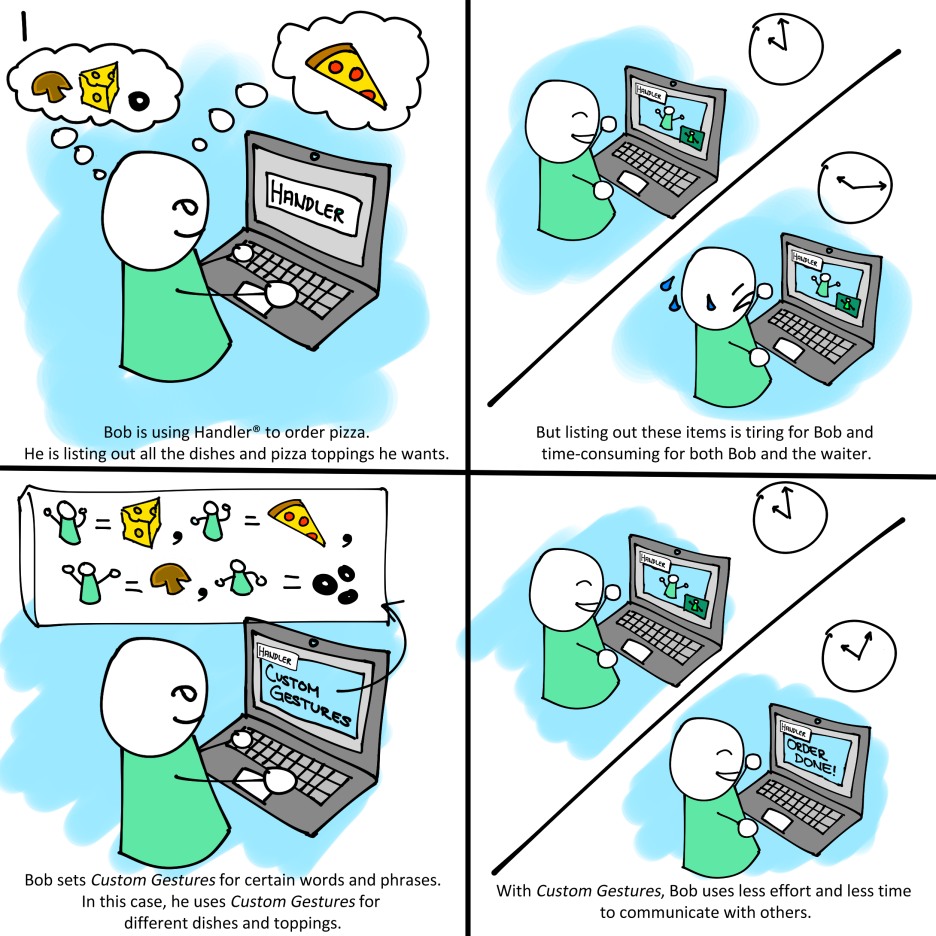 HANDLER
Bob is using Handler® to order pizza.
He is listing out all the dishes and pizza toppings he wants.
HANDLER
HANDLER
But listing out these items is tiring for Bob and
time-consuming for both Bob and the waiter.
= , = ,
= , =
HANDLER
CUSTOM
GESTURES
Bob sets Custom Gestures for certain words and phrases.
In this case, he uses Custom Gestures for
different dishes and toppings.
HANDLER
HANDLER
ORDER
DONE!
With Custom Gestures, Bob uses less effort and less time
to communicate with others.